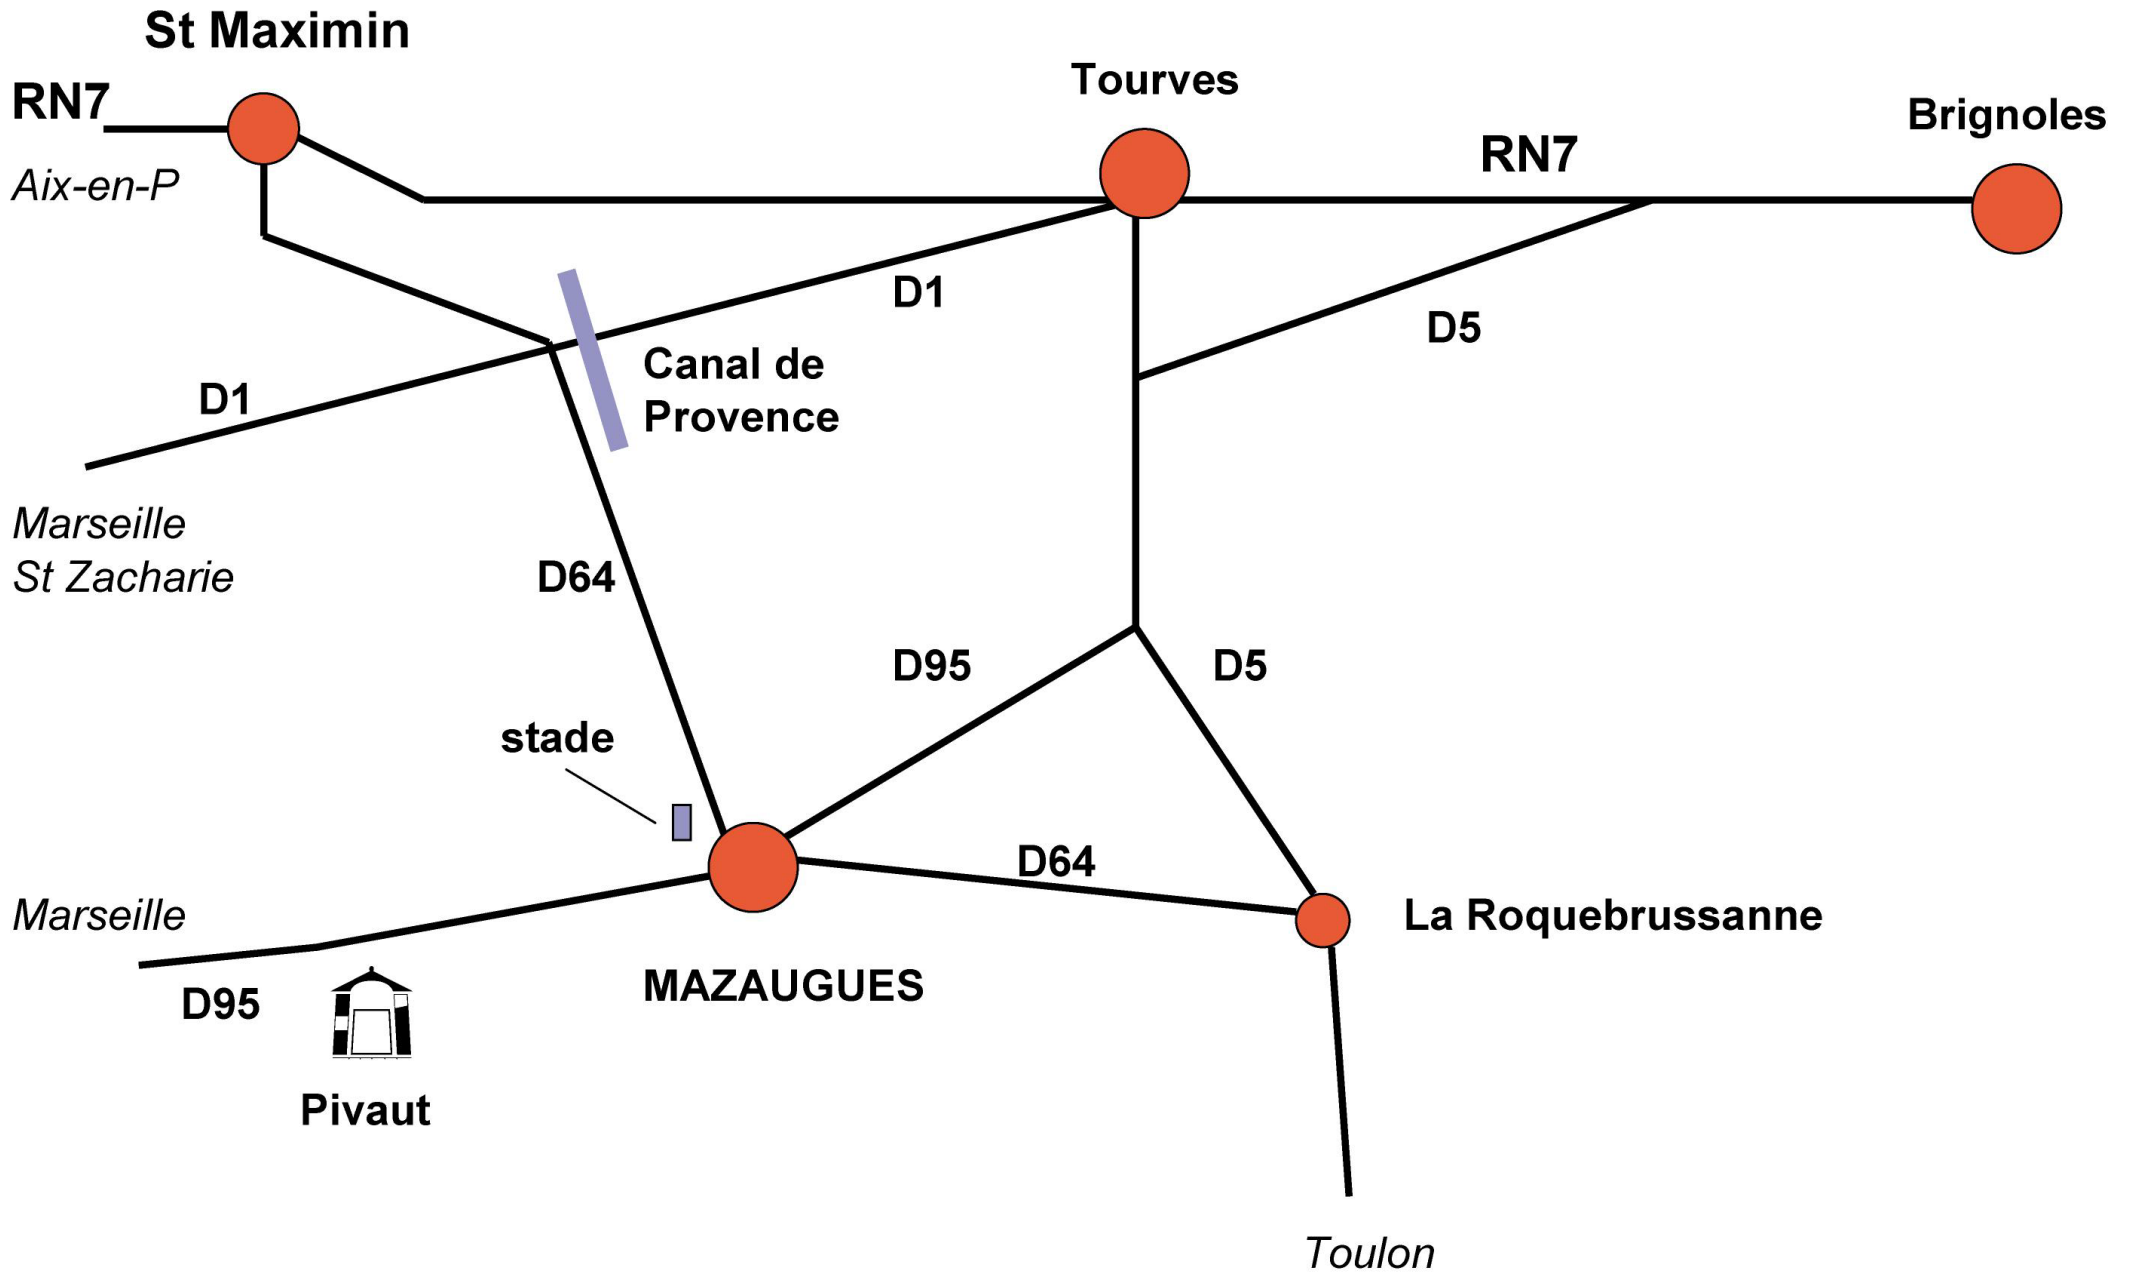 St Maximin
RN7
Tourves
Brignoles
RN7
Aix-en-P
D1
D5
Canal de
Provence
D1
Marseille
St Zacharie
D64
D95
D5
stade
D64
Marseille
La Roquebrussanne
MAZAUGUES
D95
Pivaut
Toulon